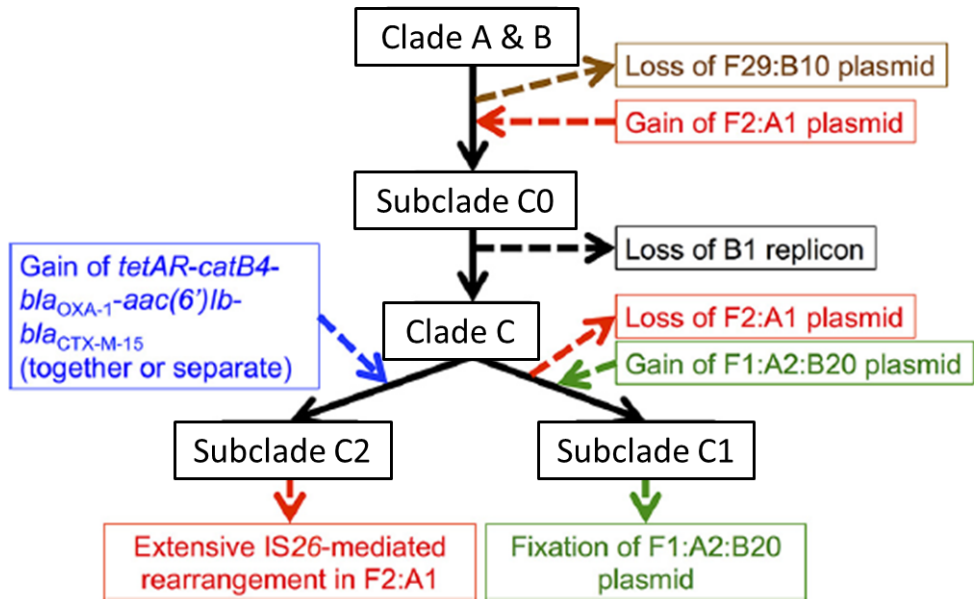 Clade A & B
Loss of F29:B10 plasmid
Gain of F2:A1 plasmid
Subclade C0
Loss of B1 replicon
Gain of tetAR-catB4-
blaOXA-1-aac(6’)Ib-
blaCTX-M-15
(together or separate)
Clade C
Loss of F2:A1 plasmid
Gain of F1:A2:B20 plasmid
Subclade C2
Subclade C1
Extensive IS26-mediated
rearrangement in F2:A1
Fixation of F1:A2:B20
plasmid